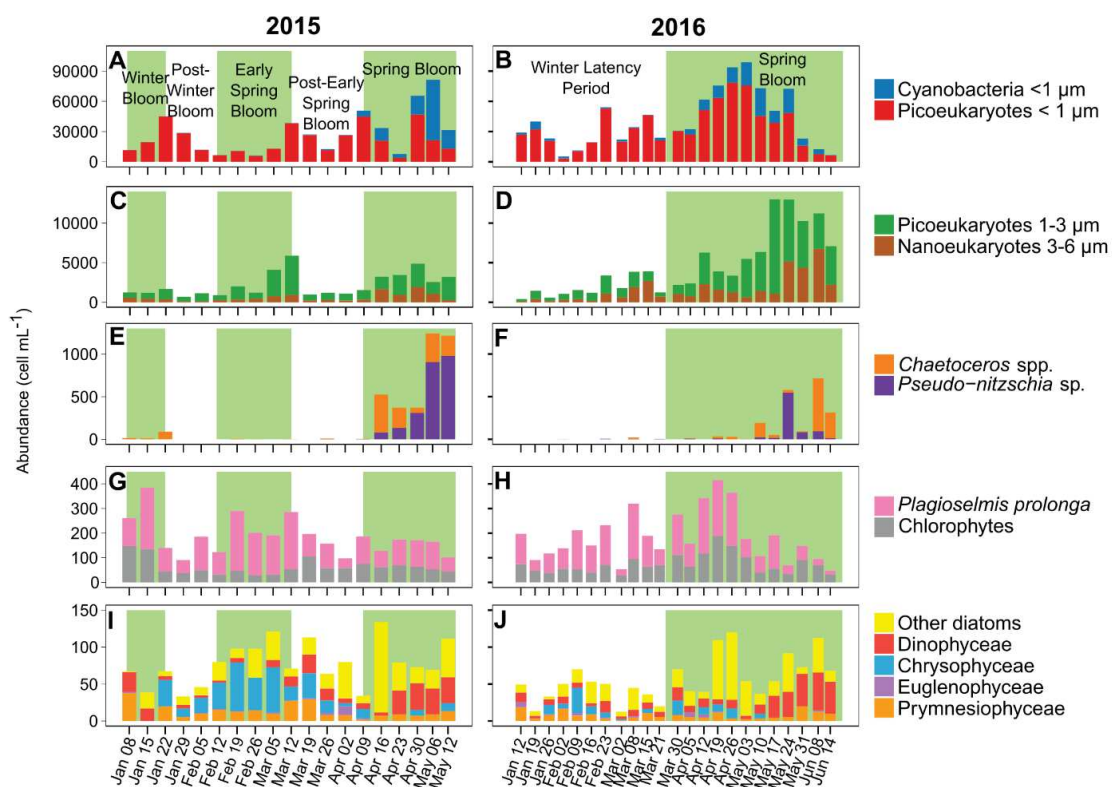 2015
2016
A
Winter
Bloom
Post-
Winter
Bloom
Early
Spring
Bloom
Post-Early
Spring
Bloom
Spring Bloom
B
Winter Latency
Period
Spring
Bloom
90000
60000
30000
0
Cyanobacteria <1 µm
Picoeukaryotes < 1 µm
C
D
10000
5000
0
Picoeukaryotes 1-3 µm
Nanoeukaryotes 3-6 µm
E
F
1000
500
0
Chaetoceros spp.
Pseudo−nitzschia sp.
Abundance (cell mL-1)
G
H
400
300
200
100
0
Plagioselmis prolonga
Chlorophytes
I
J
150
100
50
0
Other diatoms
Dinophyceae
Chrysophyceae
Euglenophyceae
Prymnesiophyceae
Jan 08
Jan 15
Jan 22
Jan 29
Feb 05
Feb 12
Feb 19
Feb 26
Mar 05
Mar 12
Mar 19
Mar 26
Apr 02
Apr 09
Apr 16
Apr 23
Apr 30
May 06
May 12
Jan 12
Jan 19
Jan 26
Feb 02
Feb 09
Feb 16
Feb 23
Mar 02
Mar 08
Mar 15
Mar 21
Mar 30
Apr 05
Apr 12
Apr 19
Apr 26
May 03
May 10
May 17
May 24
May 31
Jun 08
Jun 14